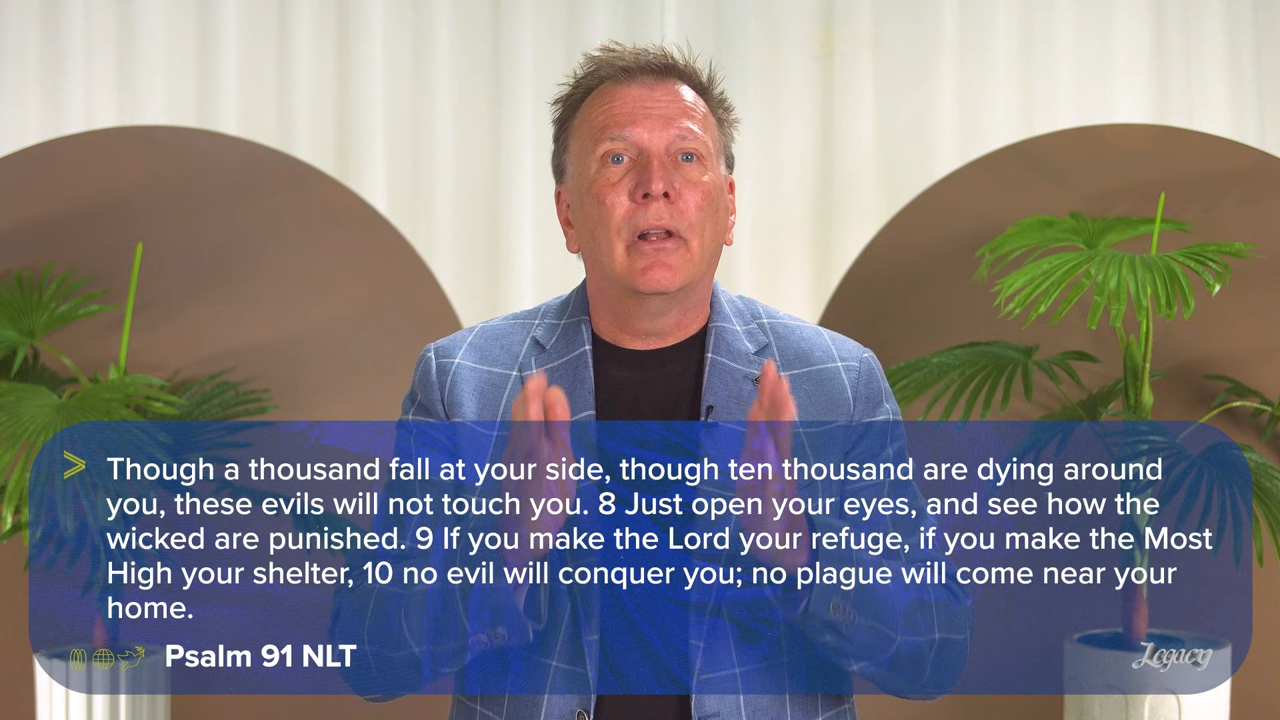 Though a thousand fall at your side, though ten thousand are dying around
you, these evils will not touch you. 8 Just open your eyes, and see how the
wicked are punished. 9 If you make the Lord your refuge, if you make the Most
High your shelter, 10 no evil will conquer you; no plague will come near your
home.
Psalm 91 NLT
Legacy